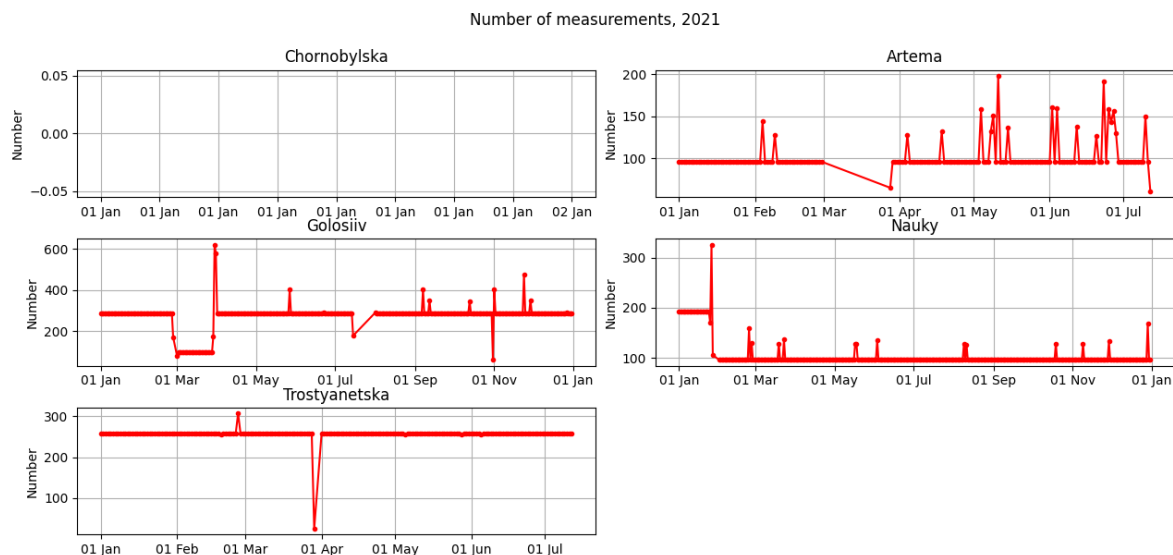 Number of measurements, 2021
Chornobylska
Number
0.05
0.00
−0.05
01 Jan 01 Jan 01 Jan 01 Jan 01 Jan 01 Jan 01 Jan 01 Jan 02 Jan
Artema
Number
200
150
100
01 Jan 01 Feb 01 Mar 01 Apr 01 May 01 Jun 01 Jul
Golosiiv
Number
600
400
200
01 Jan 01 Mar 01 May 01 Jul 01 Sep 01 Nov 01 Jan
Nauky
Number
300
200
100
01 Jan 01 Mar 01 May 01 Jul 01 Sep 01 Nov 01 Jan
Trostyanetska
Number
300
200
100
01 Jan 01 Feb 01 Mar 01 Apr 01 May 01 Jun 01 Jul